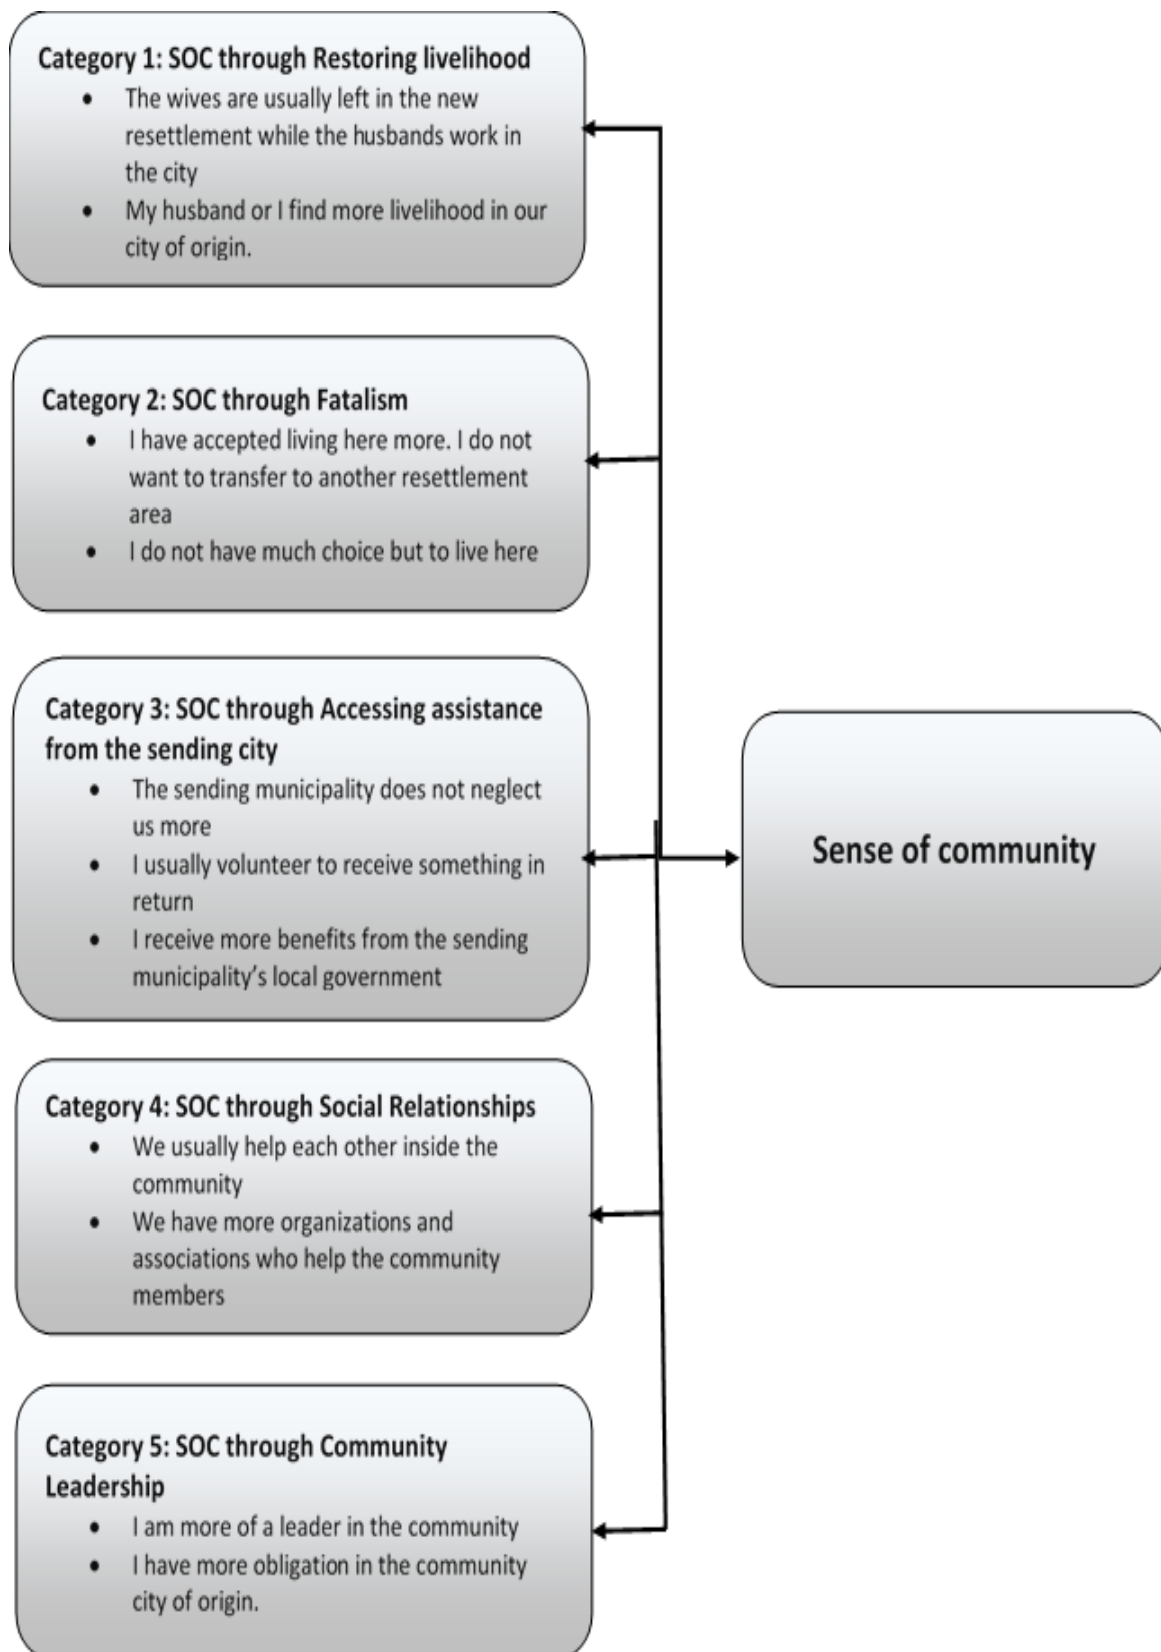 Category 1: SOC through Restoring livelihood
• The wives are usually left in the new
resettlement while the husbands work in
the city
• My husband or I find more livelihood in our
city of origin.
Category 2: SOC through Fatalism
• I have accepted living here more. I do not
want to transfer to another resettlement
area
• I do not have much choice but to live here
Category 3: SOC through Accessing assistance
from the sending city
• The sending municipality does not neglect
us more
• I usually volunteer to receive something in
return
• I receive more benefits from the sending
municipality's local government
Category 4: SOC through Social Relationships
• We usually help each other inside the
community
• We have more organizations and
associations who help the community
members
Category 5: SOC through Community
Leadership
• I am more of a leader in the community
• I have more obligation in the community
city of origin.
Sense of community